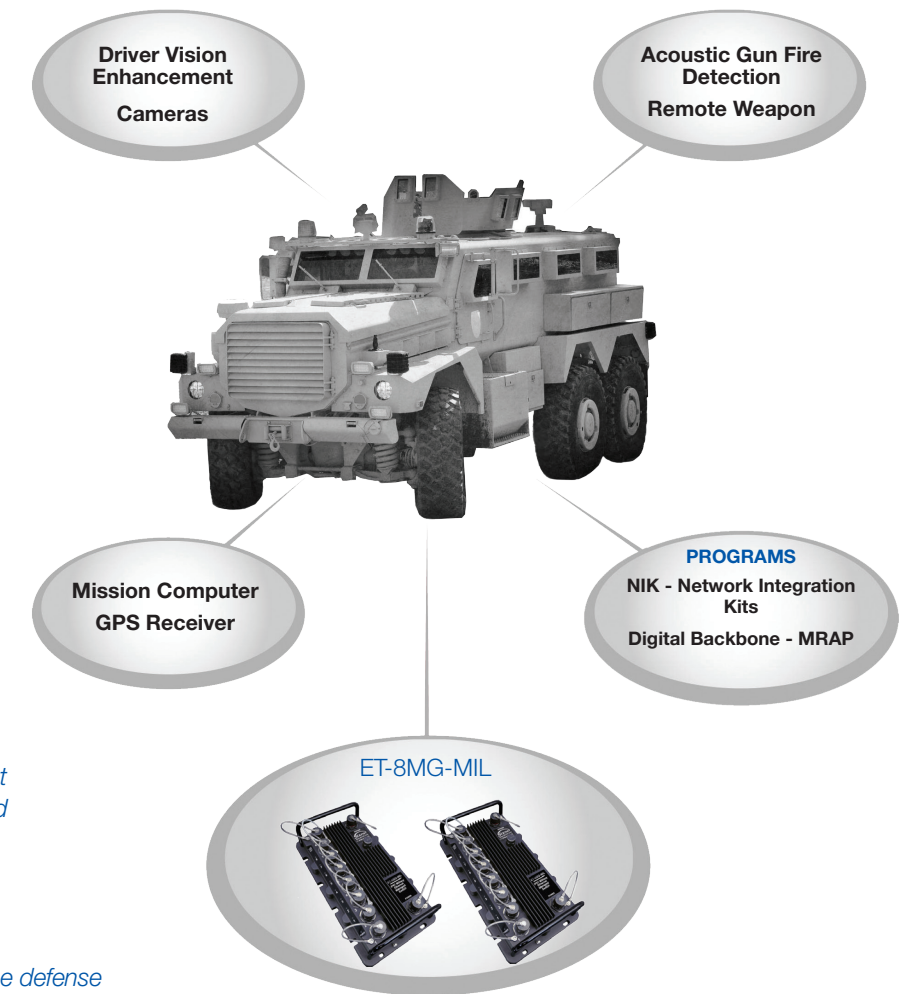 Driver Vision
Enhancement
Cameras
Acoustic Gun Fire
Detection
Remote Weapon
Mission Computer
GPS Receiver
PROGRAMS
NIK - Network Integration
Kits
Digital Backbone - MRAP
ET-8MG-MIL
defense